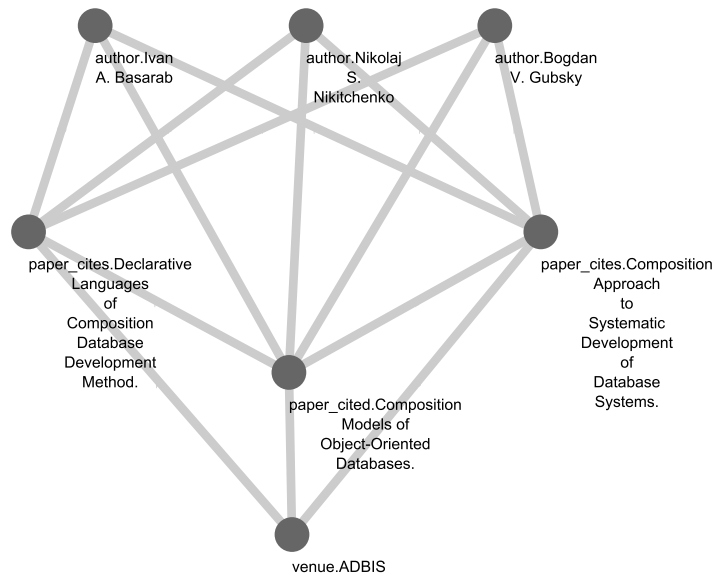 author.Ivan
A. Basarab
author.Nikolaj
S.
Nikitchenko
author.Bogdan
V. Gubsky
paper_cites.Declarative
Languages
of
Composition
Database
Development
Method.
paper_cites.Composition
Approach
to
Systematic
Development
of
Database
Systems.
paper_cited.Composition
Models of
Object-Oriented
Databases.
venue.ADBIS